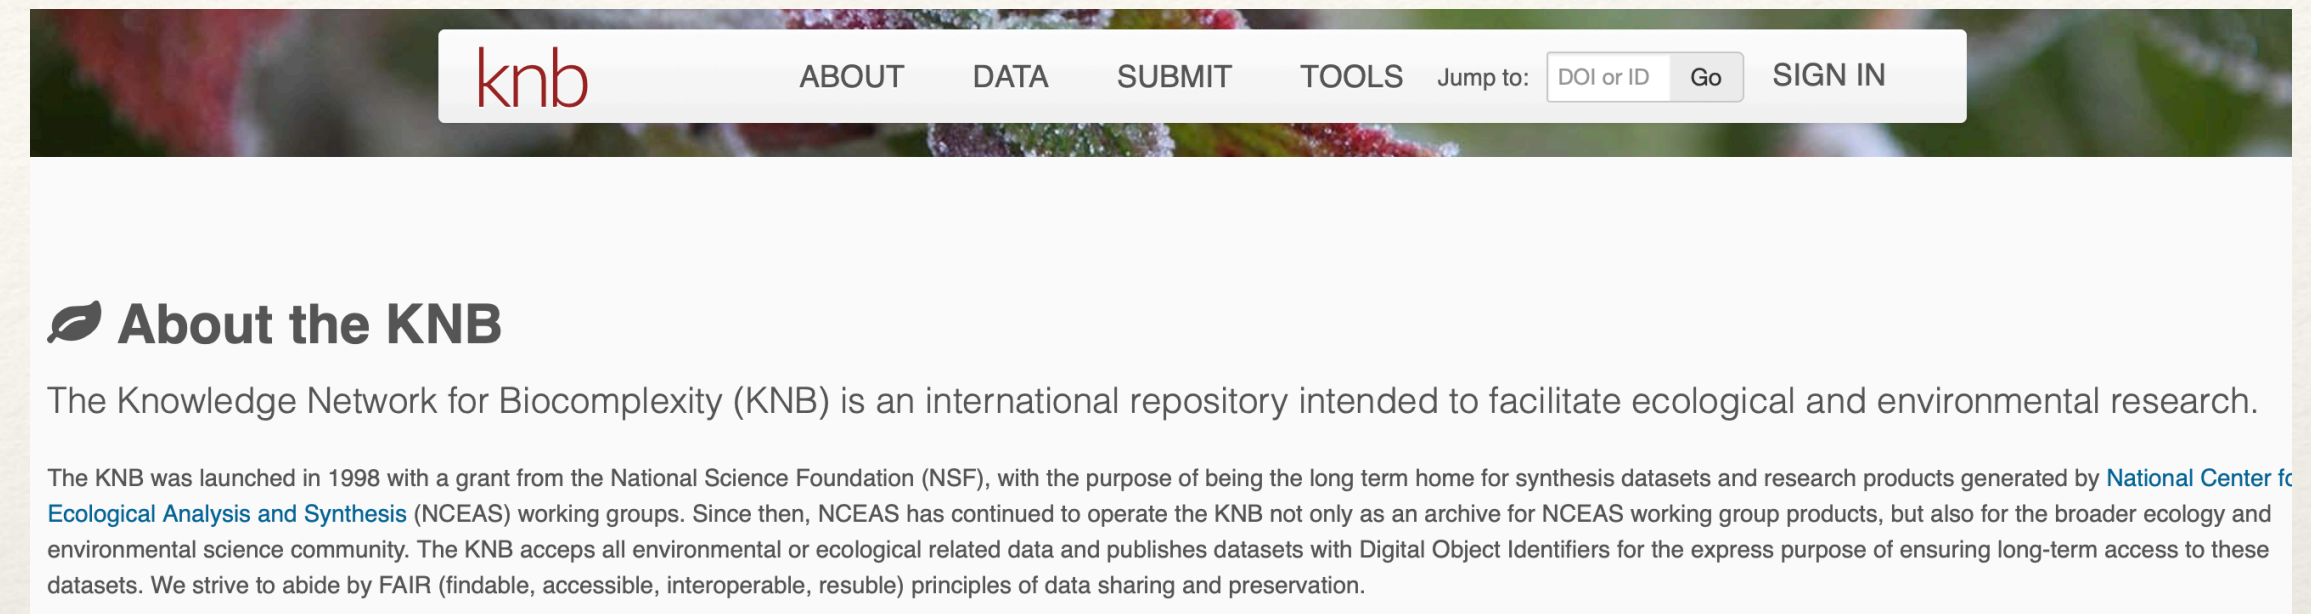 knb ABOUT DATA SUBMIT TOOLS Jump to: DOI or ID Go SIGN IN
About the KNB
The Knowledge Network for Biocomplexity (KNB) is an international repository intended to facilitate ecological and environmental research.
The KNB was launched in 1998 with a grant from the National Science Foundation (NSF), with the purpose of being the long term home for synthesis datasets and research products generated by National Center fo
Ecological Analysis and Synthesis (NCEAS) working groups. Since then, NCEAS has continued to operate the KNB not only as an archive for NCEAS working group products, but also for the broader ecology and
environmental science community. The KNB acceps all environmental or ecological related data and publishes datasets with Digital Object Identifiers for the express purpose of ensuring long-term access to these
datasets. We strive to abide by FAIR (findable, accessible, interoperable, resuble) principles of data sharing and preservation.